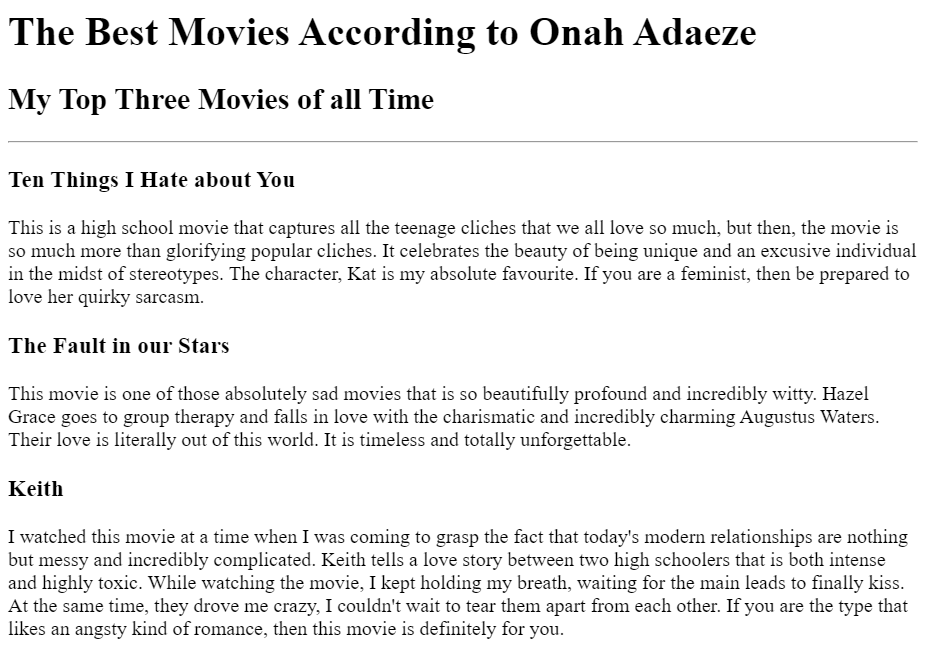 The Best Movies According to Onah Adaeze
My Top Three Movies of all Time
Ten Things I Hate about You
This is a high school movie that captures all the teenage cliches that we all love so much, but then, the movie is
so much more than glorifying popular cliches. It celebrates the beauty of being unique and an excusive individual
in the midst of stereotypes. The character, Kat is my absolute favourite. If you are a feminist, then be prepared to
love her quirky sarcasm.
The Fault in our Stars
This movie is one of those absolutely sad movies that is so beautifully profound and incredibly witty. Hazel
Grace goes to group therapy and falls in love with the charismatic and incredibly charming Augustus Waters.
Their love is literally out of this world. It is timeless and totally unforgettable.
Keith
I watched this movie at a time when I was coming to grasp the fact that today's modern relationships are nothing
but messy and incredibly complicated. Keith tells a love story between two high schoolers that is both intense
and highly toxic. While watching the movie, I kept holding my breath, waiting for the main leads to finally kiss.
At the same time, they drove me crazy, I couldn't wait to tear them apart from each other. If you are the type that
likes an angsty kind of romance, then this movie is definitely for you.